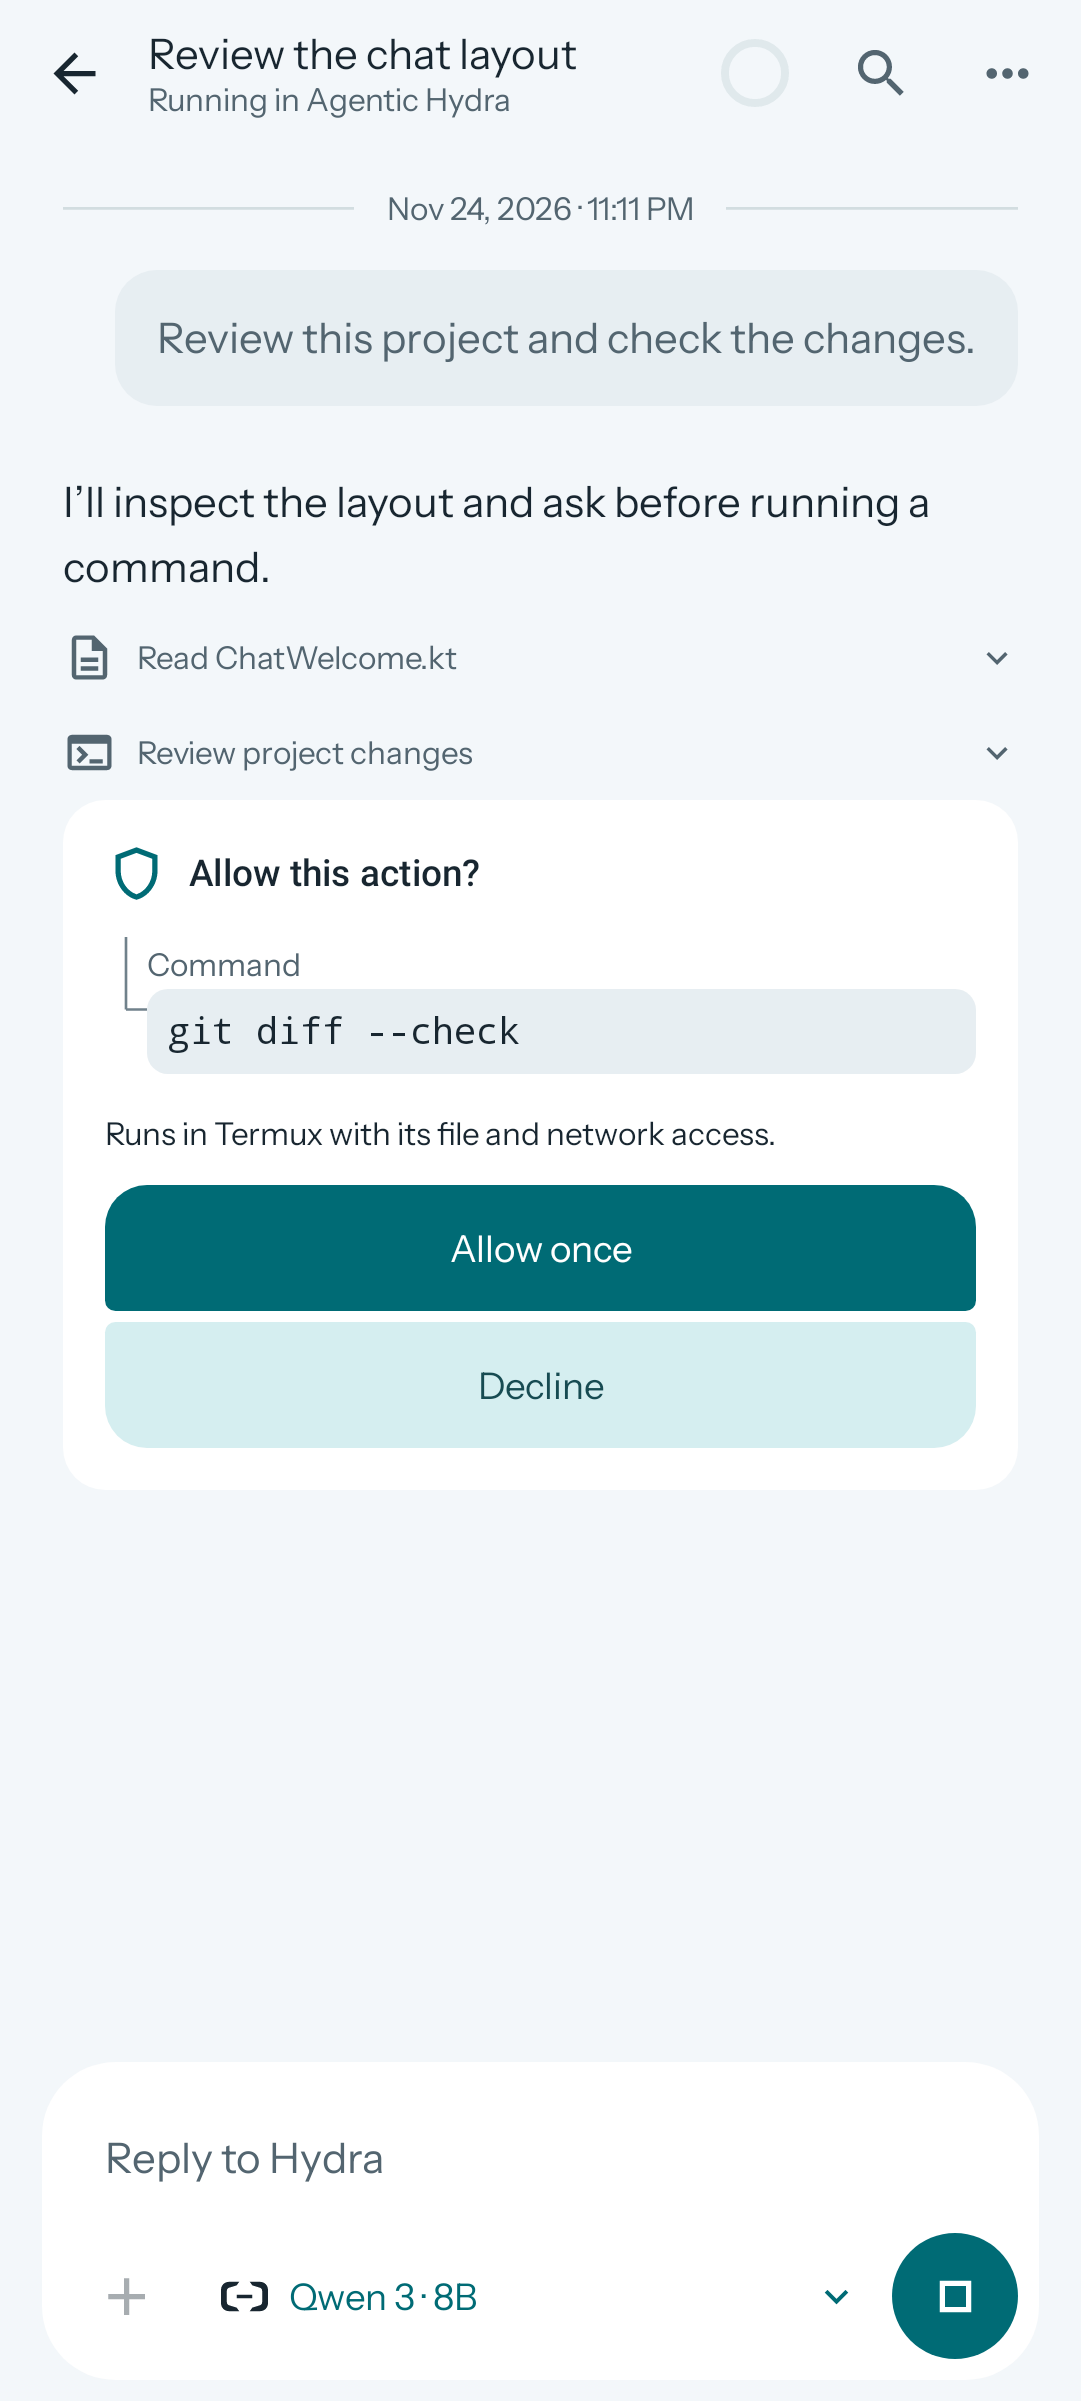 Review the chat layout
Running in Agentic Hydra
Nov 24, 2026 · 11:11 PM
Review this project and check the changes.
I’ll inspect the layout and ask before running a
command.
Read ChatWelcome.kt
Review project changes
Allow this action?
Command
git diff --check
Runs in Termux with its file and network access.
Allow once
Decline
Reply to Hydra
Qwen 3 · 8B